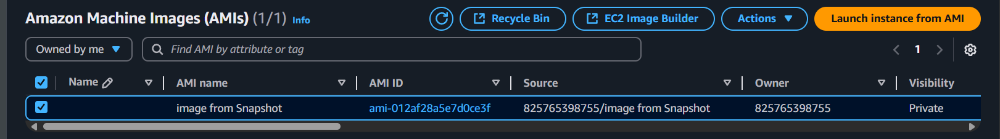 Amazon Machine Images (AMIs) (1/1) Info Recycle Bin EC2 Image Builder Actions Launch instance from AMI
Owned by me Find AMI by attribute or tag 1
Name AMI name AMI ID Source Owner Visibility
image from Snapshot ami-012af28a5e7d0ce3f 825765398755/image from Snapshot 825765398755 Private